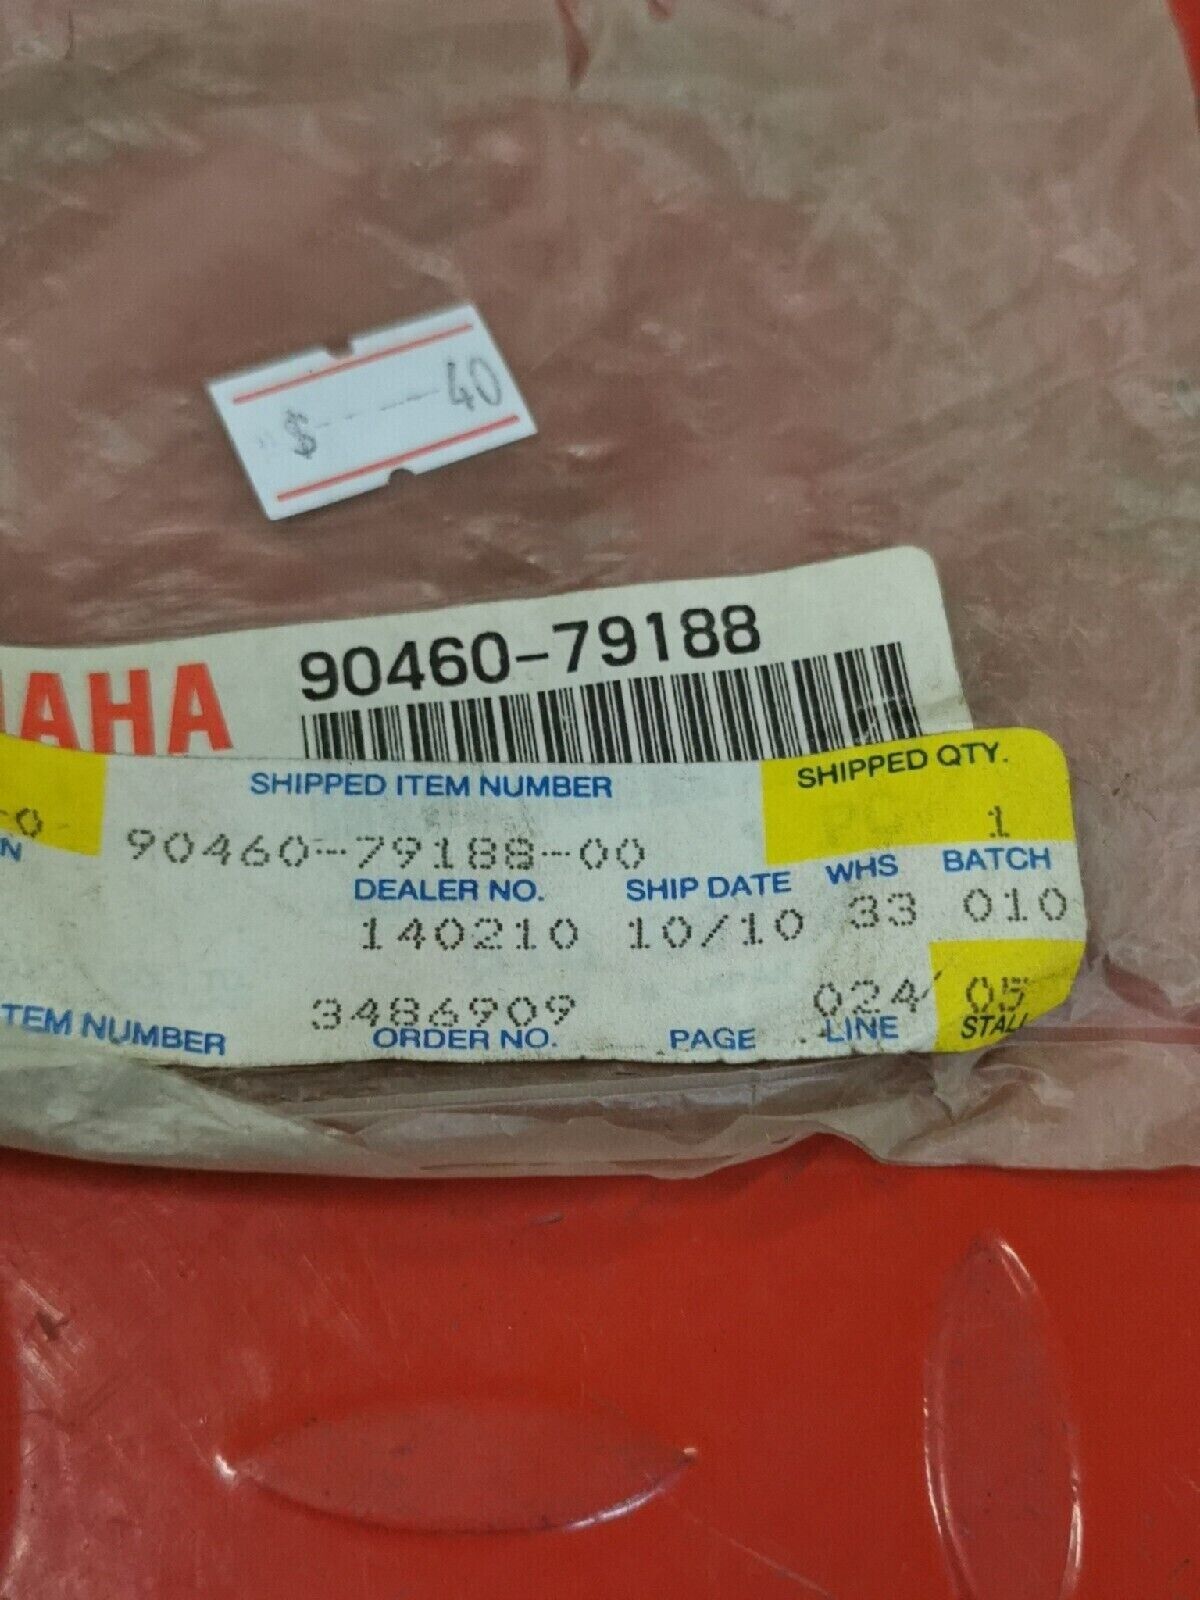 $ ---- --- 40
90460-79188
AHA
SHIPPED ITEM NUMBER
SHIPPED QTY.
-0-
90460-79188-00
1
N
DEALER NO.
SHIP DATE
WHS
BATCH
140210
10/10
33
010
3486909
024
05
TEM NUMBER
ORDER NO.
PAGE
LINE
STALL